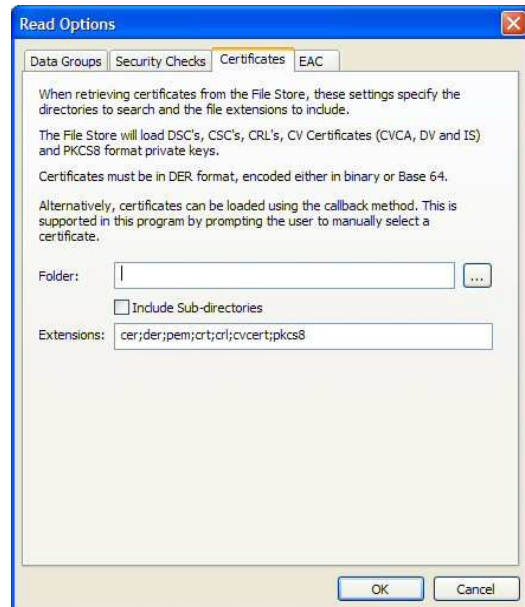 Read Options
Data Groups Security Checks Certificates EAC
When retrieving certificates from the File Store, these settings specify the
directories to search and the file extensions to include.
The File Store will load DSC's, CSC's, CRL's, CV Certificates (CVCA, DV and IS)
and PKCS8 format private keys.
Certificates must be in DER format, encoded either in binary or Base 64.
Alternatively, certificates can be loaded using the callback method. This is
supported in this program by prompting the user to manually select a
certificate.
Folder: ...
Include Sub-directories
Extensions: cer;der;pem;crt;crl;cvcert;pkcs8
OK Cancel